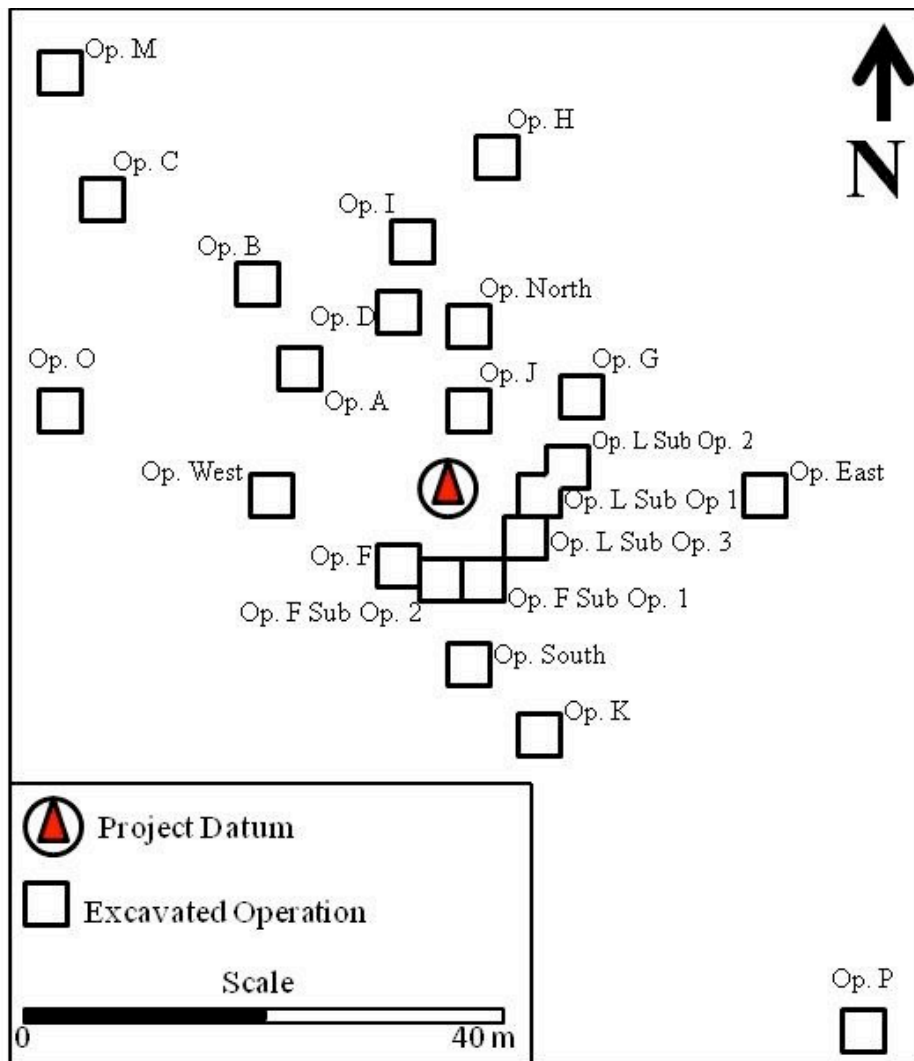 Op. M
Op. H
Op. C
Op. I
Op. B
Op. North
Op. D
Op. O
Op. J
Op. G
Op. A
Op. L Sub Op. 2
Op. West
Op. East
Op. L Sub Op 1
Op. L Sub Op. 3
Op. F
Op. F Sub Op. 2
Op. F Sub Op. 1
Op. South
Op. K
N
Project Datum
Excavated Operation
Scale
0
40 m
Op. P